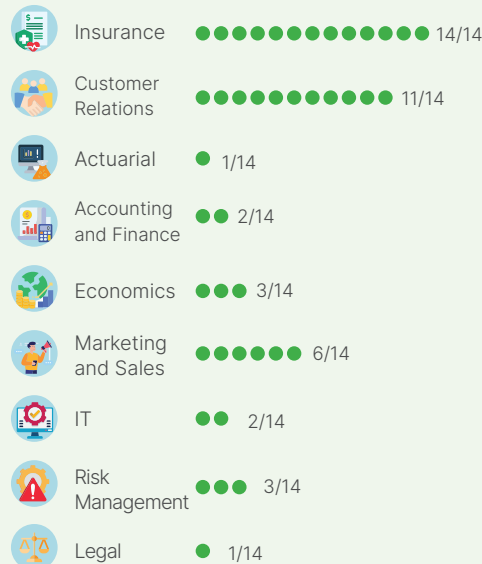 Insurance 14/14
Customer
Relations 11/14
Actuarial 1/14
Accounting
and Finance 2/14
Economics 3/14
Marketing
and Sales 6/14
IT 2/14
Risk
Management 3/14
Legal 1/14